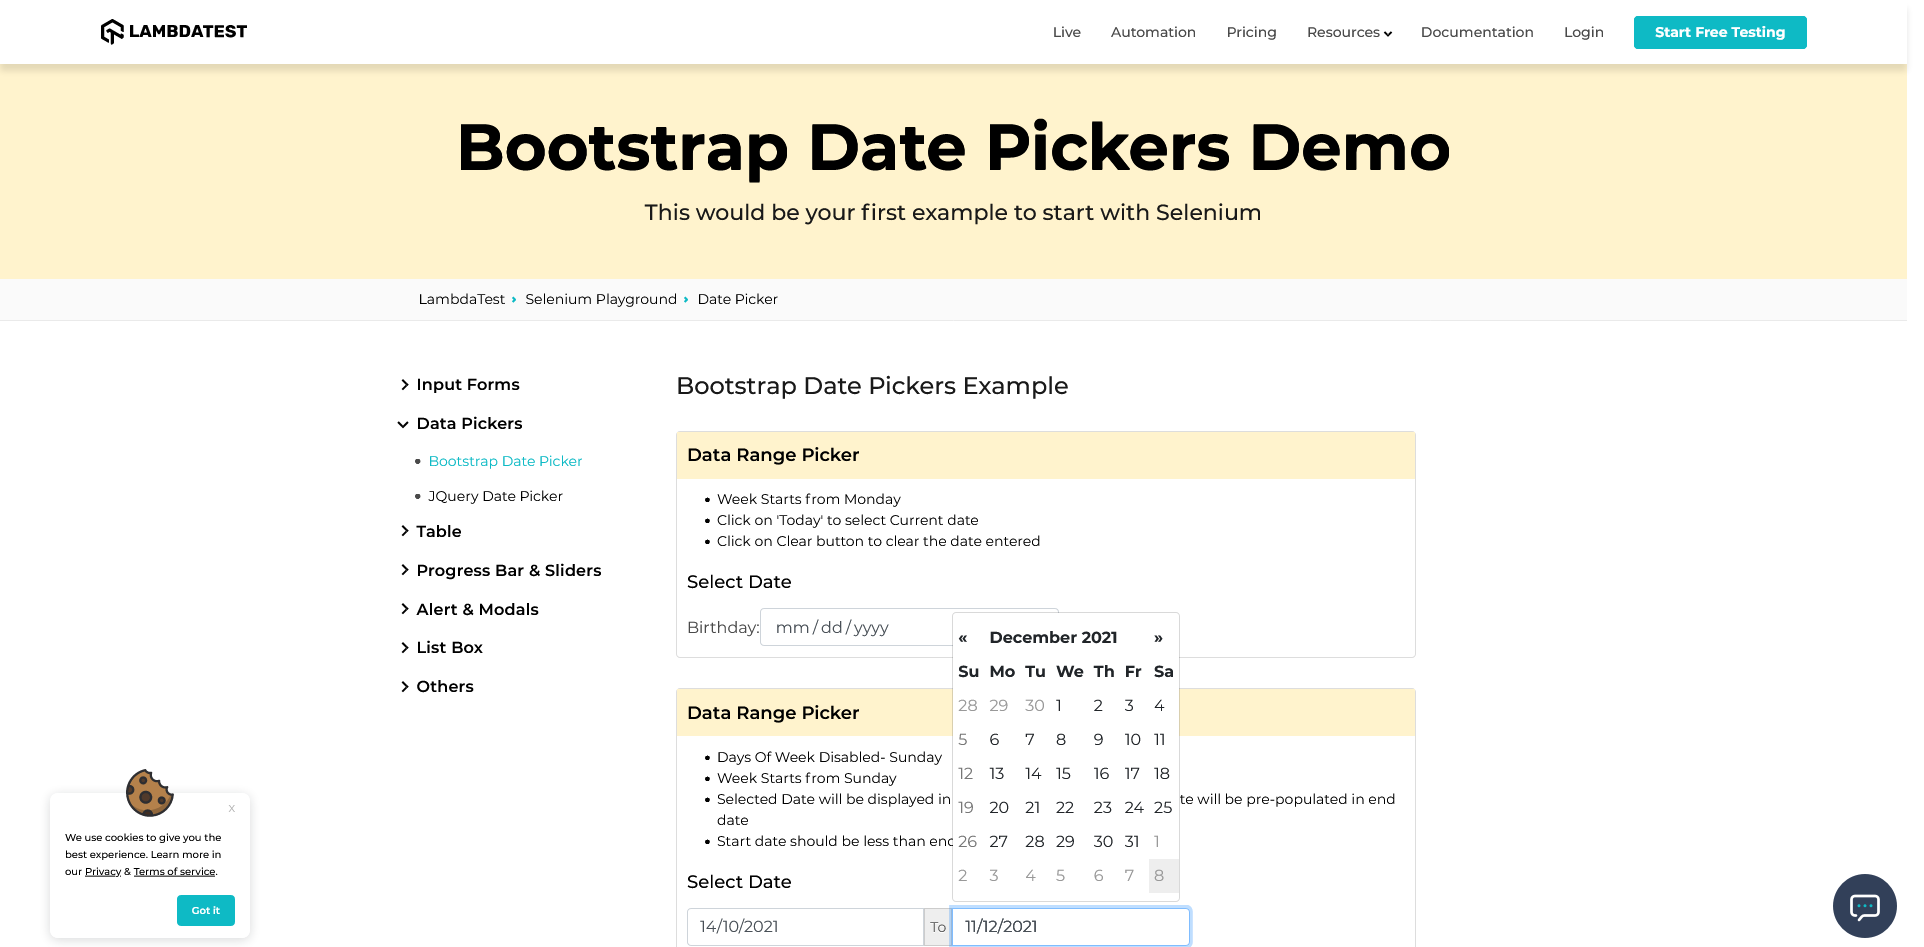 LAMBDATEST
Live Automation Pricing Resources Documentation Login Start Free Testing
Bootstrap Date Pickers Demo
This would be your first example to start with Selenium
LambdaTest Selenium Playground Date Picker
Input Forms
Data Pickers
Bootstrap Date Picker
JQuery Date Picker
Table
Progress Bar & Sliders
Alert & Modals
List Box
Others
Bootstrap Date Pickers Example
Data Range Picker
Week Starts from Monday
Click on 'Today' to select Current date
Click on Clear button to clear the date entered
Select Date
Birthday: mm/dd/yyyy
Data Range Picker
Days Of Week Disabled- Sunday
Week Starts from Sunday
Selected Date will be displayed in te will be pre-populated in end
date
Start date should be less than end
Select Date
14/10/2021 To 11/12/2021
« December 2021 »
Su Mo Tu We Th Fr Sa
28 29 30 1 2 3 4
5 6 7 8 9 10 11
12 13 14 15 16 17 18
19 20 21 22 23 24 25
26 27 28 29 30 31 1
2 3 4 5 6 7 8
x
We use cookies to give you the
best experience. Learn more in
our Privacy & Terms of service.
Got it